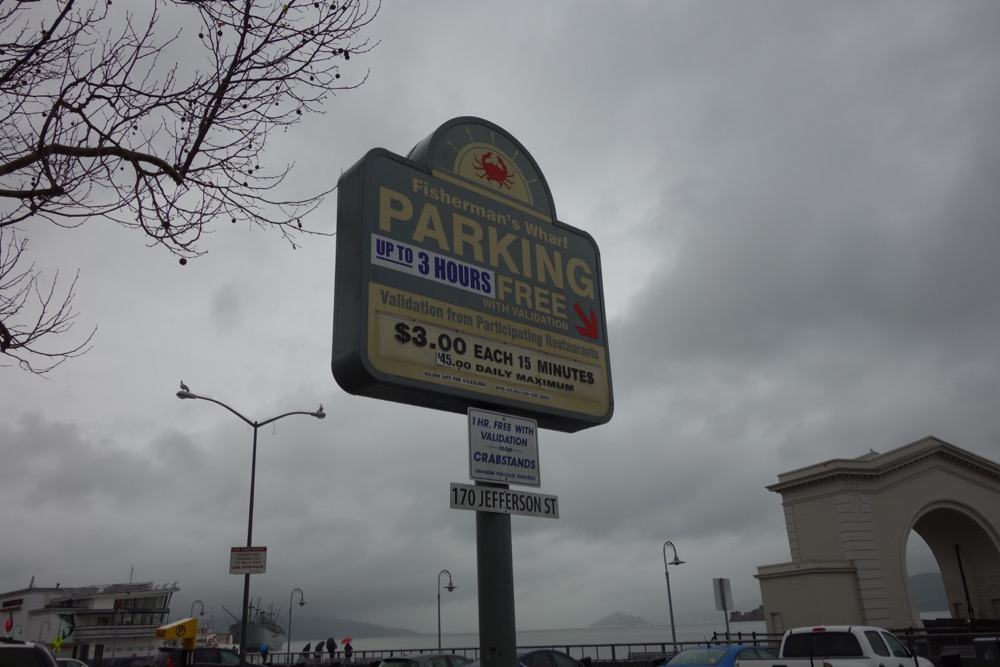 Fisherman's Wharf
PARKING
UP TO 3 HOURS FREE
WITH VALIDATION
Validation from Participating Restaurants
$3.00 EACH 15 MINUTES
$45.00 DAILY MAXIMUM
1 HR. FREE WITH
VALIDATION
FROM
CRABSTANDS
170 JEFFERSON ST